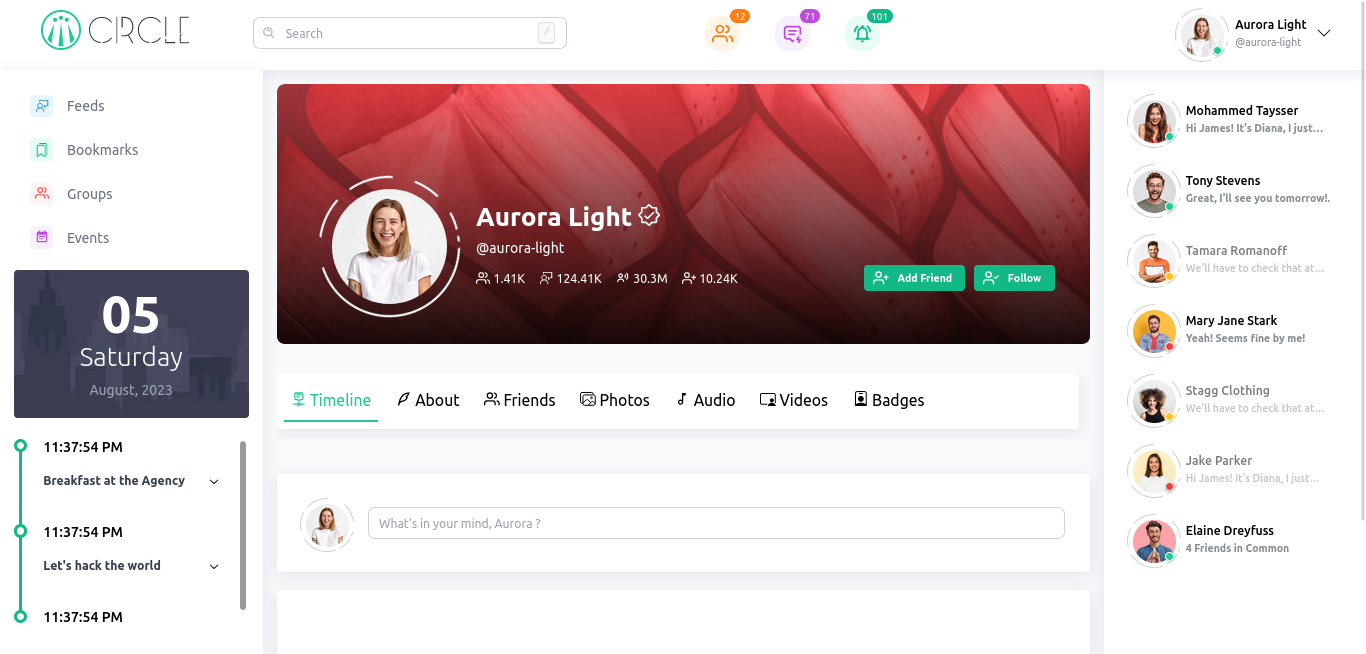 CIRCLE
Search
/
12
71
101
Aurora Light
@aurora-light
Feeds
Bookmarks
Groups
Events
05
Saturday
August, 2023
11:37:54 PM
Breakfast at the Agency
11:37:54 PM
Let's hack the world
11:37:54 PM
Aurora Light
@aurora-light
1.41K 124.41K 30.3M 10.24K
Add Friend Follow
Timeline About Friends Photos Audio Videos Badges
What's in your mind, Aurora ?
Mohammed Taysser
Hi James! It's Diana, I just...
Tony Stevens
Great, I'll see you tomorrow!.
Tamara Romanoff
We'll have to check that at...
Mary Jane Stark
Yeah! Seems fine by me!
Stagg Clothing
We'll have to check that at...
Jake Parker
Hi James! It's Diana, I just...
Elaine Dreyfuss
4 Friends in Common